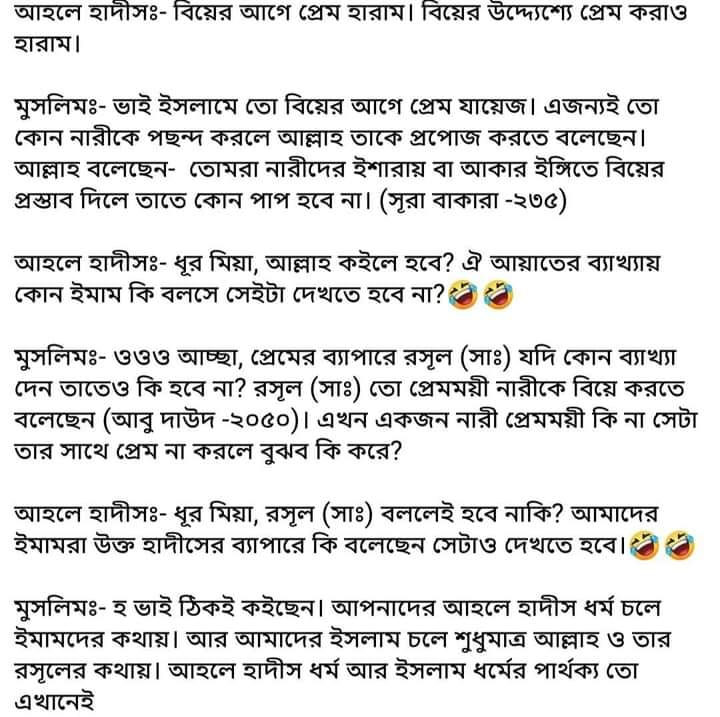 আহলে হাদীসঃ- বিয়ের আগে প্রেম হারাম। বিয়ের উদ্দ্যেশ্যে প্রেম করাও
হারাম।
মুসলিমঃ- ভাই ইসলামে তো বিয়ের আগে প্রেম যায়েজ। এজন্যই তো
কোন নারীকে পছন্দ করলে আল্লাহ তাকে প্রপোজ করতে বলেছেন।
আল্লাহ বলেছেন- তোমরা নারীদের ইশারায় বা আকার ইঙ্গিতে বিয়ের
প্রস্তাব দিলে তাতে কোন পাপ হবে না। (সূরা বাকারা -২৩৫)
আহলে হাদীসঃ- ধূর মিয়া, আল্লাহ কইলে হবে? ঐ আয়াতের ব্যাখ্যায়
কোন ইমাম কি বলসে সেইটা দেখতে হবে না?🤣🤣
মুসলিমঃ- ওওও আচ্ছা, প্রেমের ব্যাপারে রসূল (সাঃ) যদি কোন ব্যাখ্যা
দেন তাতেও কি হবে না? রসূল (সাঃ) তো প্রেমময়ী নারীকে বিয়ে করতে
বলেছেন (আবু দাউদ -২০৫০)। এখন একজন নারী প্রেমময়ী কি না সেটা
তার সাথে প্রেম না করলে বুঝব কি করে?
আহলে হাদীসঃ- ধূর মিয়া, রসূল (সাঃ) বললেই হবে নাকি? আমাদের
ইমামরা উক্ত হাদীসের ব্যাপারে কি বলেছেন সেটাও দেখতে হবে।🤣🤣
মুসলিমঃ- হ ভাই ঠিকই কইছেন। আপনাদের আহলে হাদীস ধর্ম চলে
ইমামদের কথায়। আর আমাদের ইসলাম চলে শুধুমাত্র আল্লাহ ও তার
রসূলের কথায়। আহলে হাদীস ধর্ম আর ইসলাম ধর্মের পার্থক্য তো
এখানেই